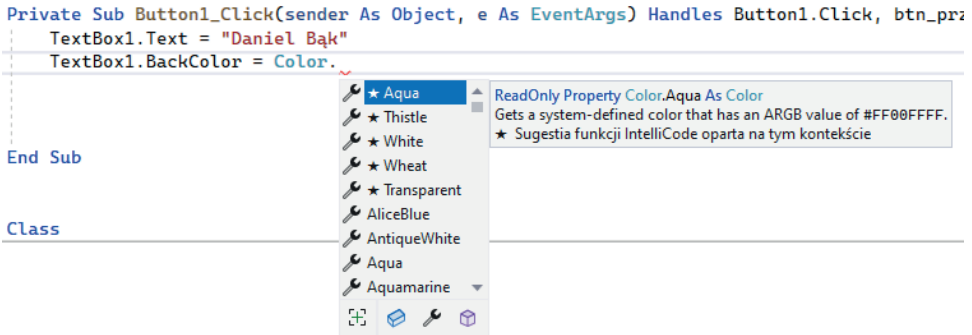 Private Sub Button1_Click(sender As Object, e As EventArgs) Handles Button1.Click, btn_prz
TextBox1.Text = "Daniel Bąk"
TextBox1.BackColor = Color.
★ Aqua
★ Thistle
★ White
★ Wheat
★ Transparent
AliceBlue
AntiqueWhite
Aqua
Aquamarine
ReadOnly Property Color.Aqua As Color
Gets a system-defined color that has an ARGB value of #FF00FFFF.
★ Sugestia funkcji IntelliCode oparta na tym kontekście
End Sub
Class